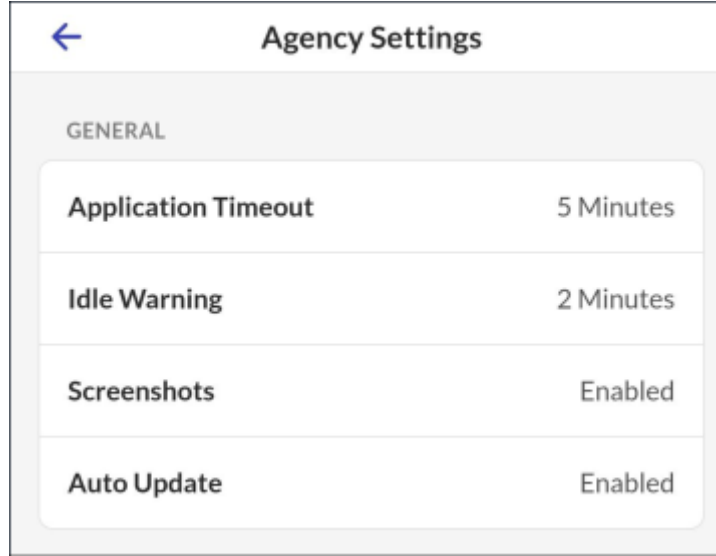 Agency Settings
GENERAL
Application Timeout 5 Minutes
Idle Warning 2 Minutes
Screenshots Enabled
Auto Update Enabled